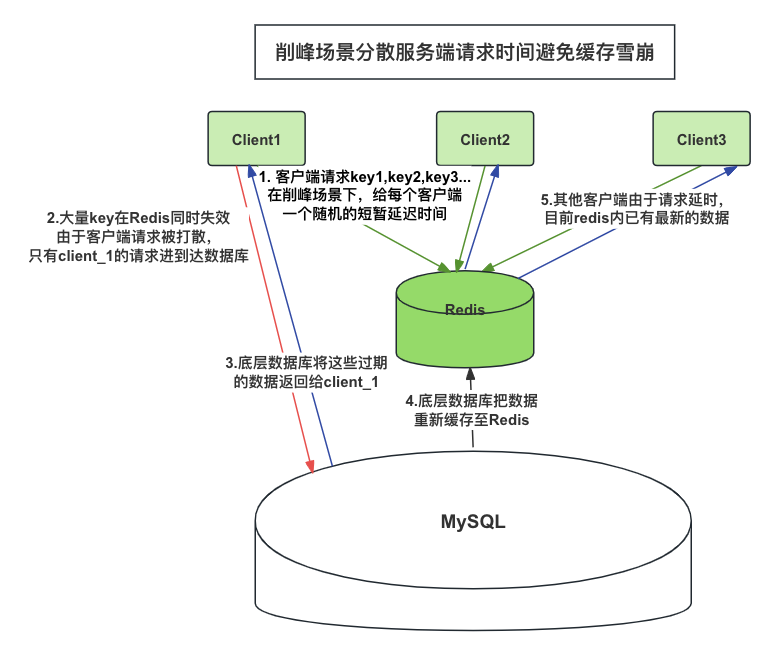 削峰场景分散服务端请求时间避免缓存雪崩
Client1
Client2
Client3
1. 客户端请求key1,key2,key3...
在削峰场景下，给每个客户端
一个随机的短暂延迟时间
2.大量key在Redis同时失效
由于客户端请求被打散，
只有client_1的请求进到达数据库
5.其他客户端由于请求延时，
目前redis内已有最新的数据
Redis
3.底层数据库将这些过期
的数据返回给client_1
4.底层数据库把数据
重新缓存至Redis
MySQL